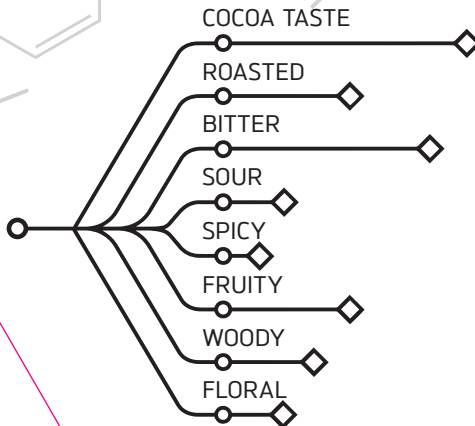 COCOA TASTE
ROASTED
BITTER
SOUR
SPICY
FRUITY
WOODY
FLORAL